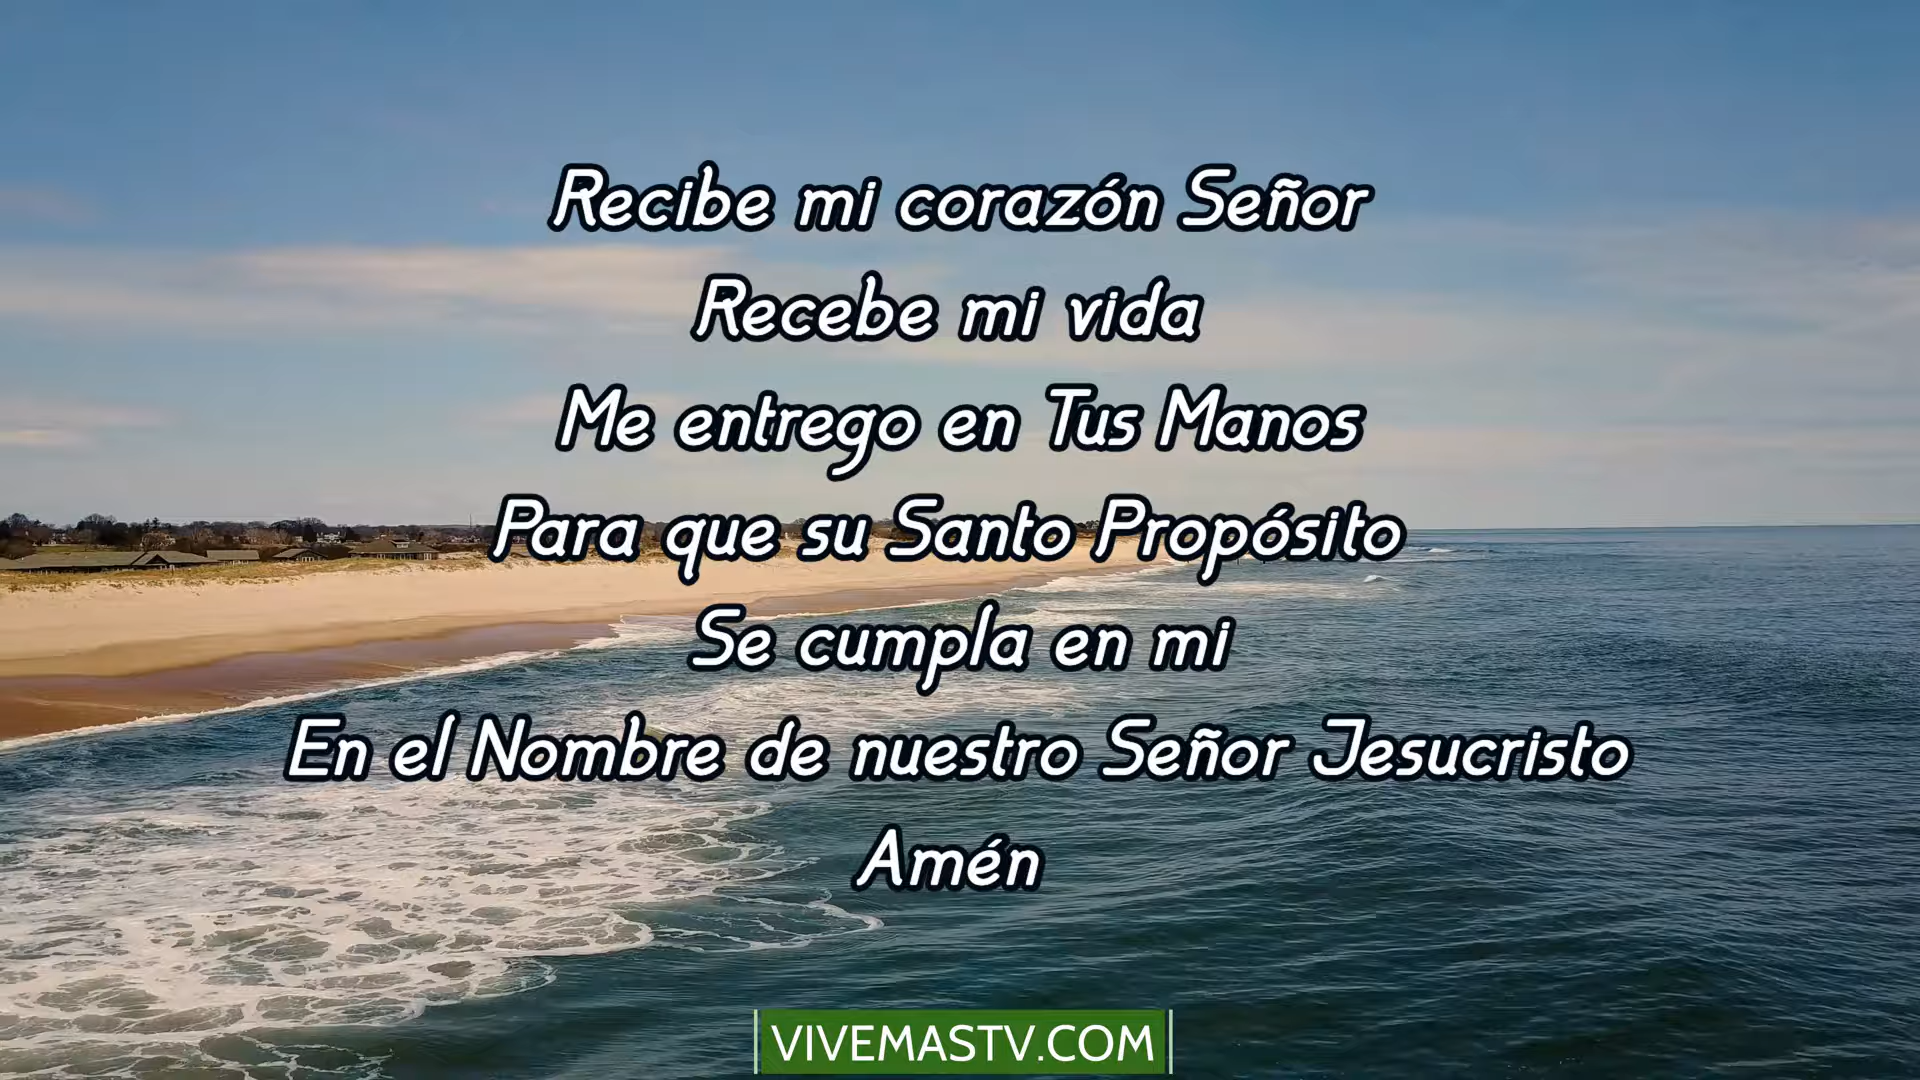 Recibe mi corazón Señor
Recebe mi vida
Me entrego en Tus Manos
Para que su Santo Propósito
Se cumpla en mi
En el Nombre de nuestro Señor Jesucristo
Amén
VIVEMASTV.COM